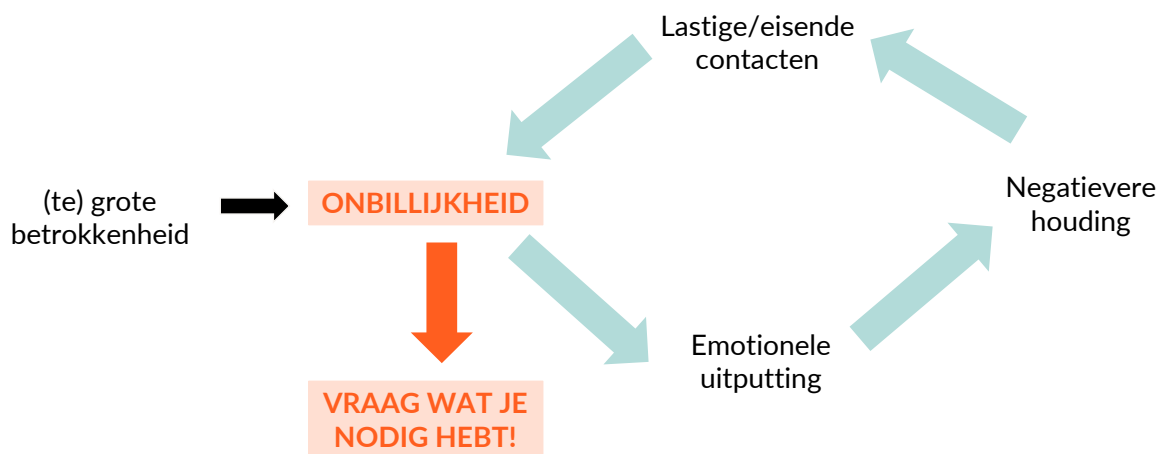 Lastige/eisende
contacten
(te) grote
betrokkenheid
ONBILLIJKHEID
Negatievere
houding
Emotionele
uitputting
VRAAG WAT JE
NODIG HEBT!